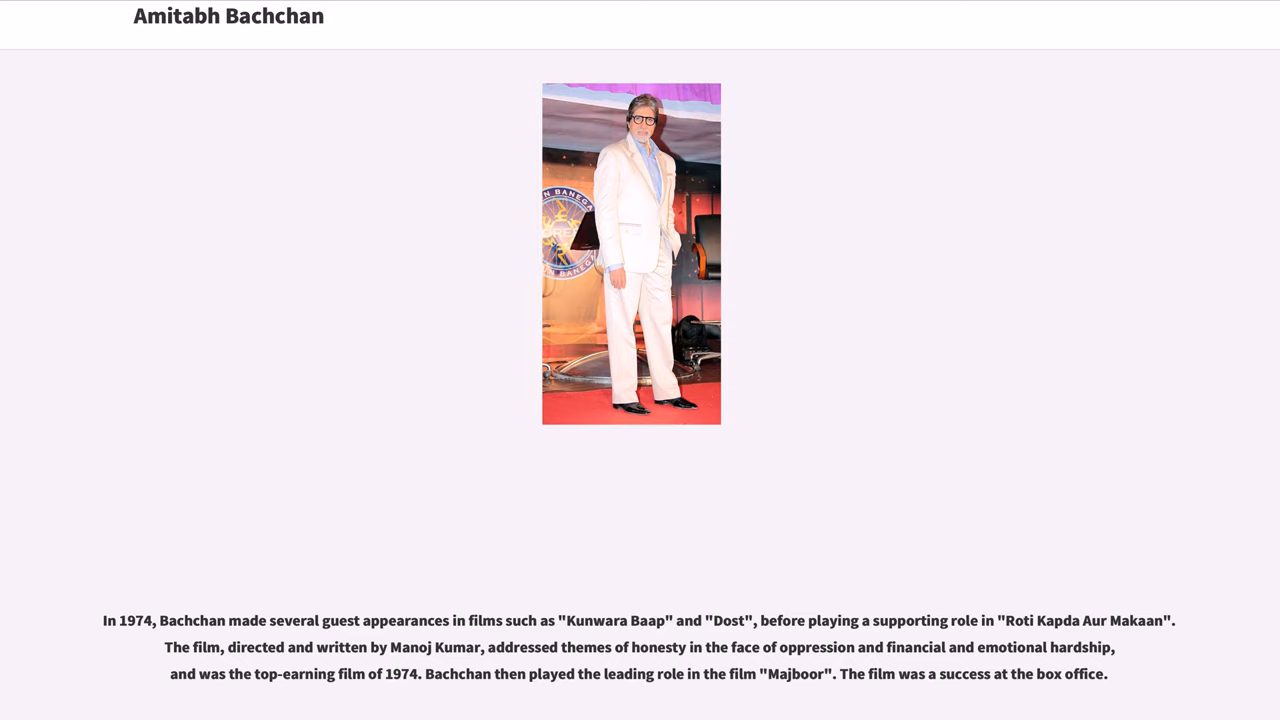 Amitabh Bachchan
N BANEGA
N BANEGA
In 1974, Bachchan made several guest appearances in films such as "Kunwara Baap" and "Dost", before playing a supporting role in "Roti Kapda Aur Makaan".
The film, directed and written by Manoj Kumar, addressed themes of honesty in the face of oppression and financial and emotional hardship,
and was the top-earning film of 1974. Bachchan then played the leading role in the film "Majboor". The film was a success at the box office.